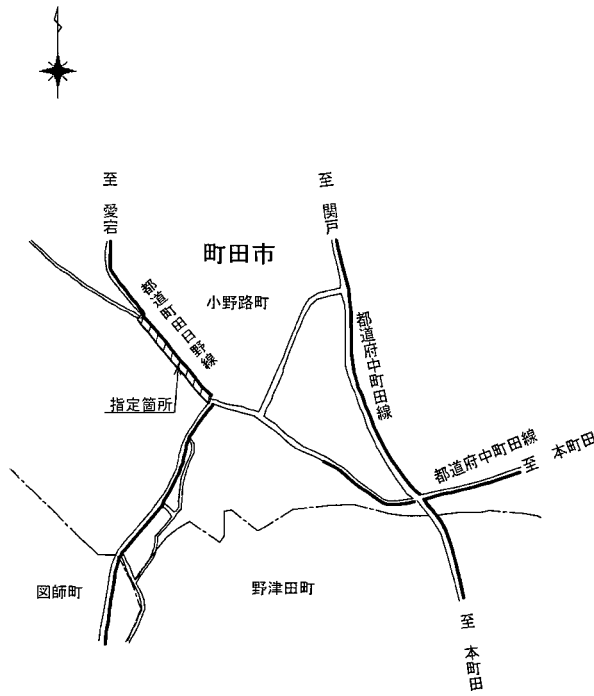 至 愛宕
至 関戸
町田市
小野路町
都道町田日野線
都道府中町田線
指定箇所
都道府中町田線
至 本町田
図師町
野津田町
至 本町田